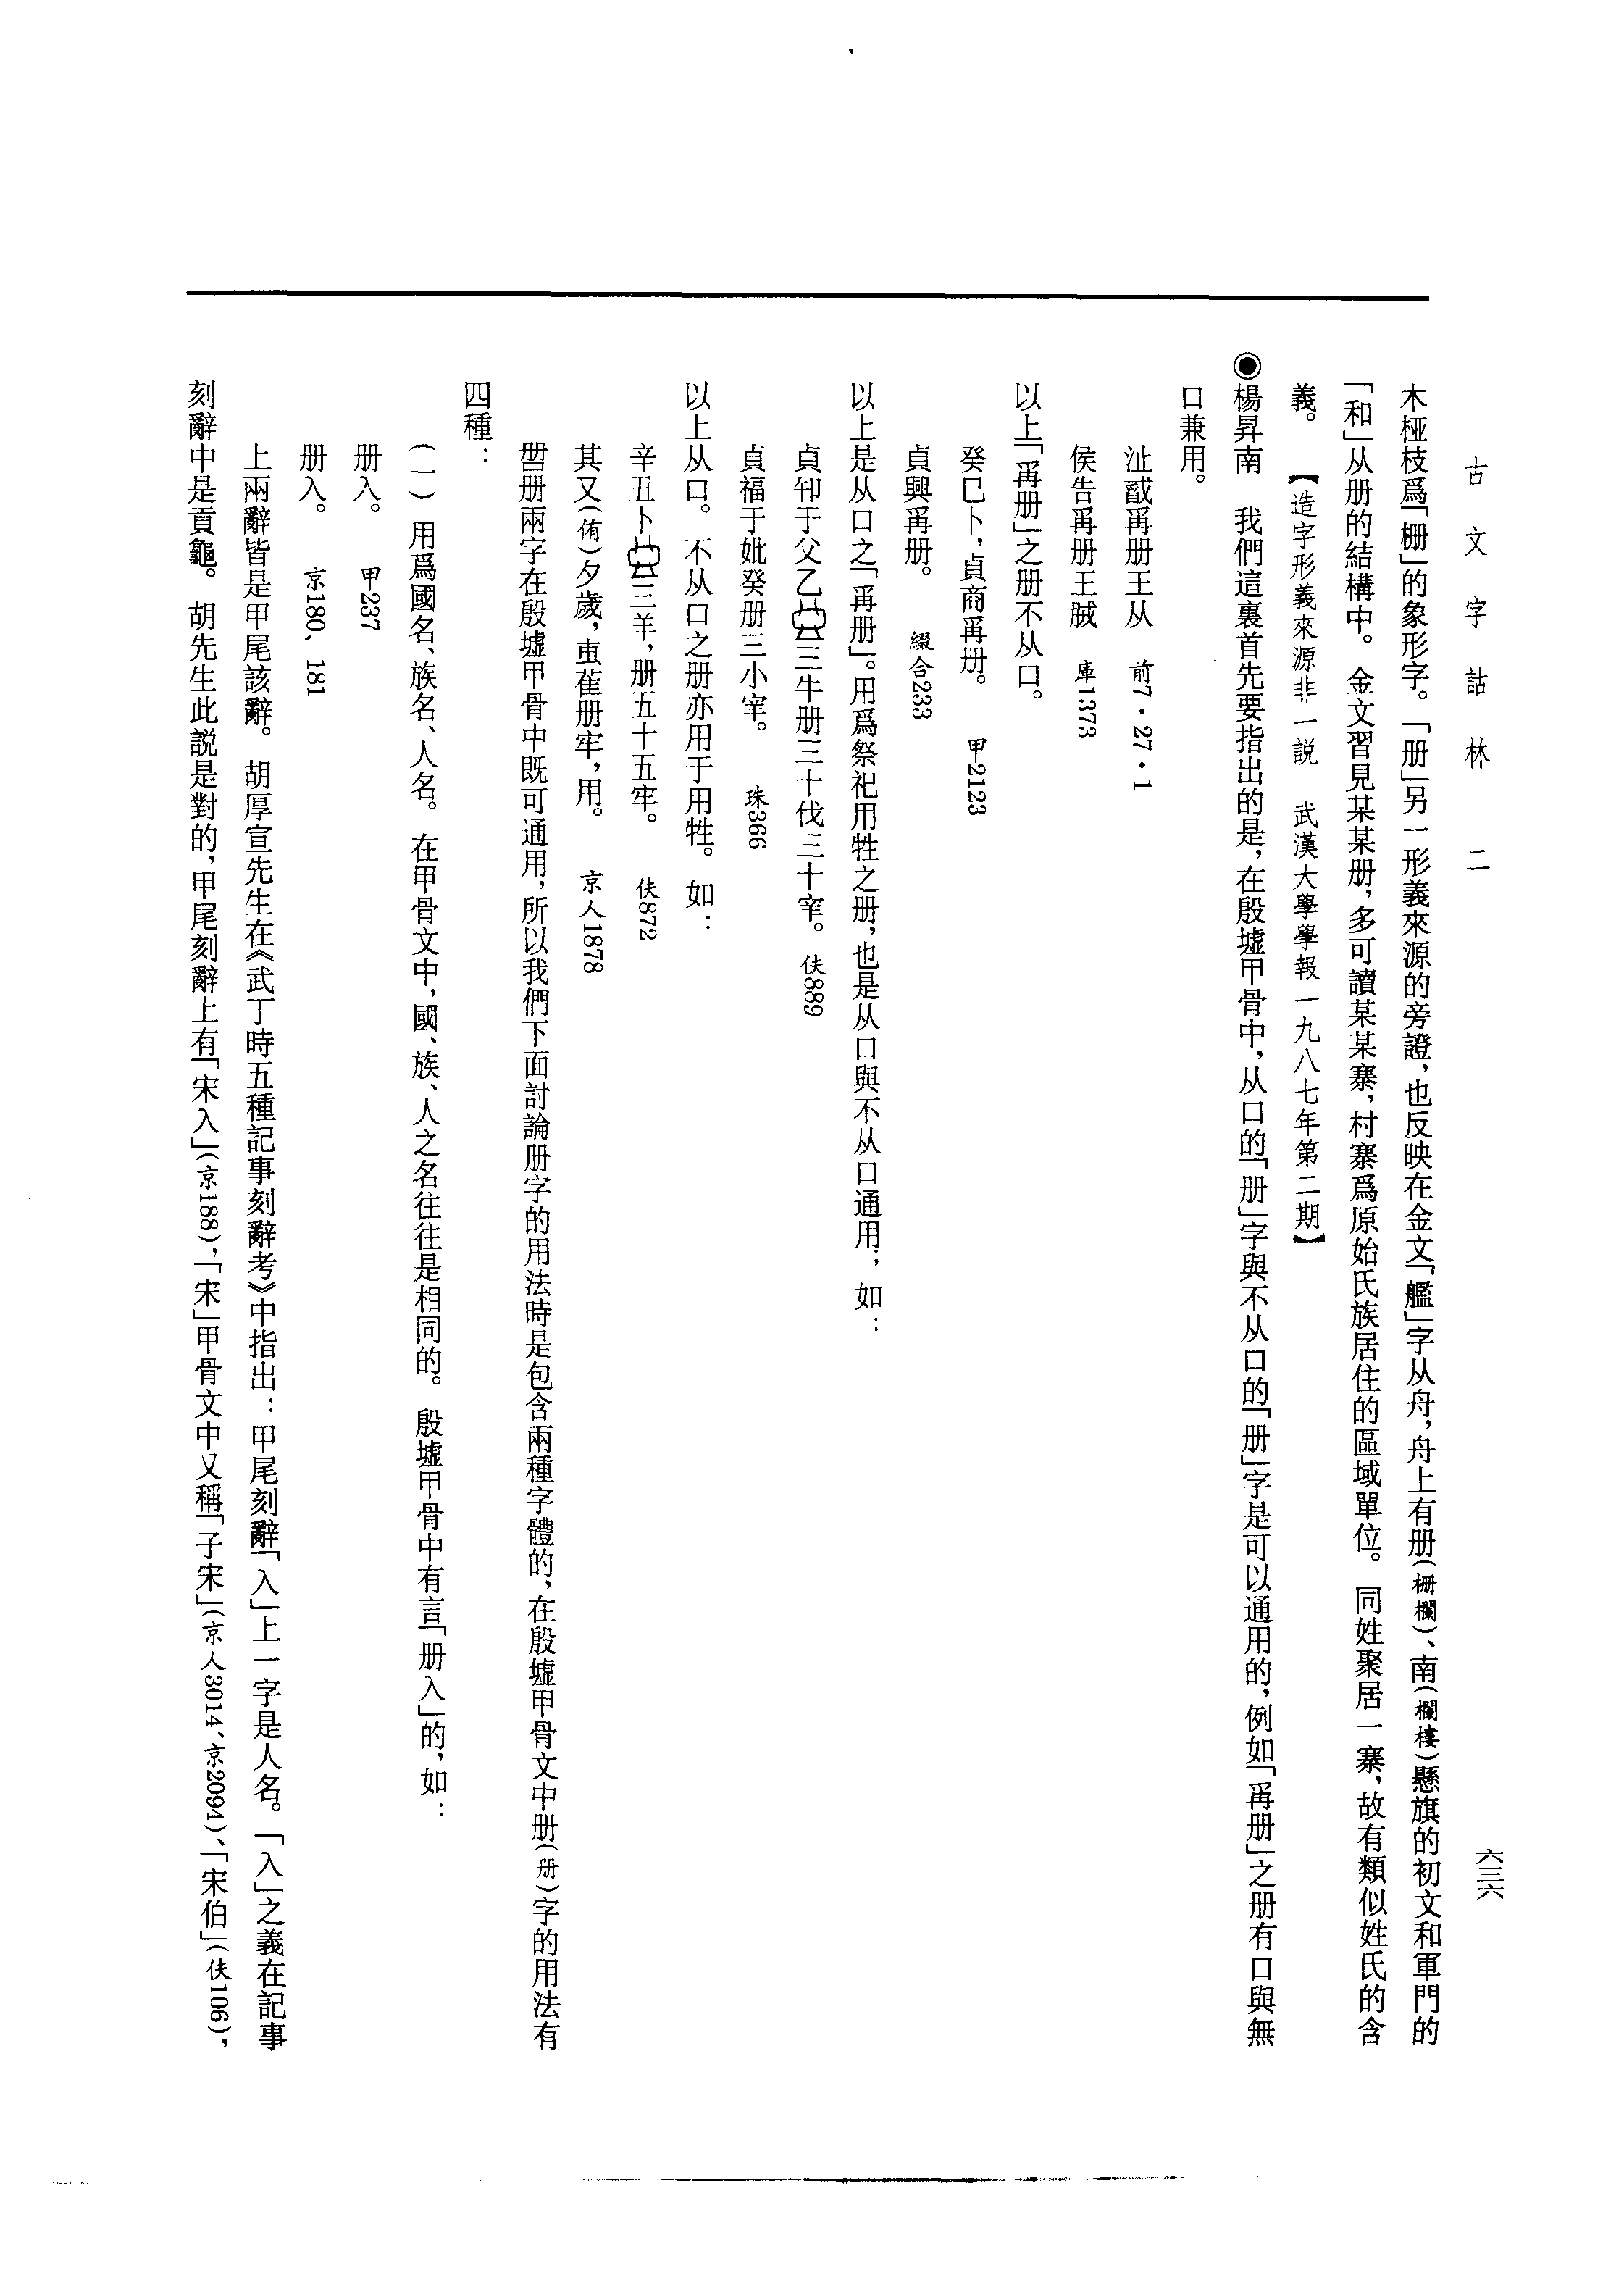 古文字詁林　二
六三六
木椏枝爲「栅」的象形字。「册」另一形義來源的旁證，也反映在金文「艦」字从舟，舟上有册（栅欄）、南（欄樓）懸旗的初文和軍門的
「和」从册的結構中。金文習見某某册，多可讀某某寨，村寨爲原始氏族居住的區域單位。同姓聚居一寨，故有類似姓氏的含
義。　【造字形義來源非一説　武漢大學學報一九八七年第二期】
◉楊昇南　我們這裏首先要指出的是，在殷墟甲骨中，从口的「册」字與不从口的「册」字是可以通用的，例如「爯册」之册有口與無
口兼用。
沚𢦔爯册王从　前7・27・1
侯告爯册王　庫1373
以上「爯册」之册不从口。
癸巳卜，貞商爯册。　甲2123
貞興爯册。　綴合233
以上是从口之「爯册」。用爲祭祀用牲之册，也是从口與不从口通用，如：
貞𢓊于父乙三牛册三十伐三十宰。　佚889
貞福于妣癸册三小宰。　珠366
以上从口。不从口之册亦用于用牲。如：
辛丑卜三羊，册五十五牢。　佚872
其又（侑）夕歲，叀萑册牢，用。　京人1878
𠕋册兩字在殷墟甲骨中既可通用，所以我們下面討論册字的用法時是包含兩種字體的，在殷墟甲骨文中册（册）字的用法有
四種：
（一）用爲國名、族名、人名。在甲骨文中，國、族、人之名往往是相同的。殷墟甲骨中有言「册入」的，如：
册入。　甲237
册入。　京180、181
上兩辭皆是甲尾該辭。胡厚宣先生在《武丁時五種記事刻辭考》中指出：甲尾刻辭「入」上一字是人名。「入」之義在記事
刻辭中是貢龜。胡先生此説是對的，甲尾刻辭上有「宋入」（京188），「宋」甲骨文中又稱「子宋」（京人3014、京2094）、「宋伯」（佚106），